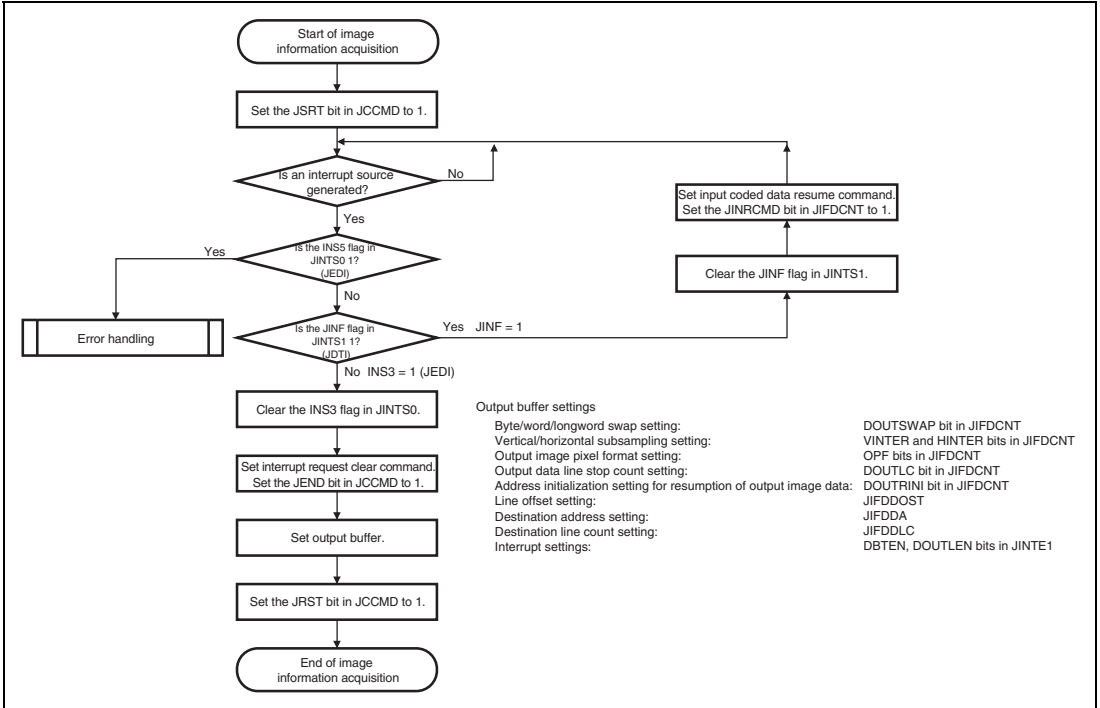 Start of image
information acquisition
Set the JSRT bit in JCCMD to 1.
Is an interrupt source
generated?
No
Yes
Set input coded data resume command.
Set the JINRCMD bit in JIFDCNT to 1.
Is the INS5 flag in
JINTS0 1?
(JEDI)
Yes
No
Clear the JINF flag in JINTS1.
Error handling
Is the JINF flag in
JINTS1 1?
(JDTI)
Yes JINF = 1
No INS3 = 1 (JEDI)
Clear the INS3 flag in JINTS0.
Set interrupt request clear command.
Set the JEND bit in JCCMD to 1.
Set output buffer.
Set the JRST bit in JCCMD to 1.
End of image
information acquisition
Output buffer settings
Byte/word/longword swap setting: DOUTSWAP bit in JIFDCNT
Vertical/horizontal subsampling setting: VINTER and HINTER bits in JIFDCNT
Output image pixel format setting: OPF bits in JIFDCNT
Output data line stop count setting: DOUTLC bit in JIFDCNT
Address initialization setting for resumption of output image data: DOUTRINI bit in JIFDCNT
Line offset setting: JIFDDOST
Destination address setting: JIFDDA
Destination line count setting: JIFDDLC
Interrupt settings: DBTEN, DOUTLEN bits in JINTE1